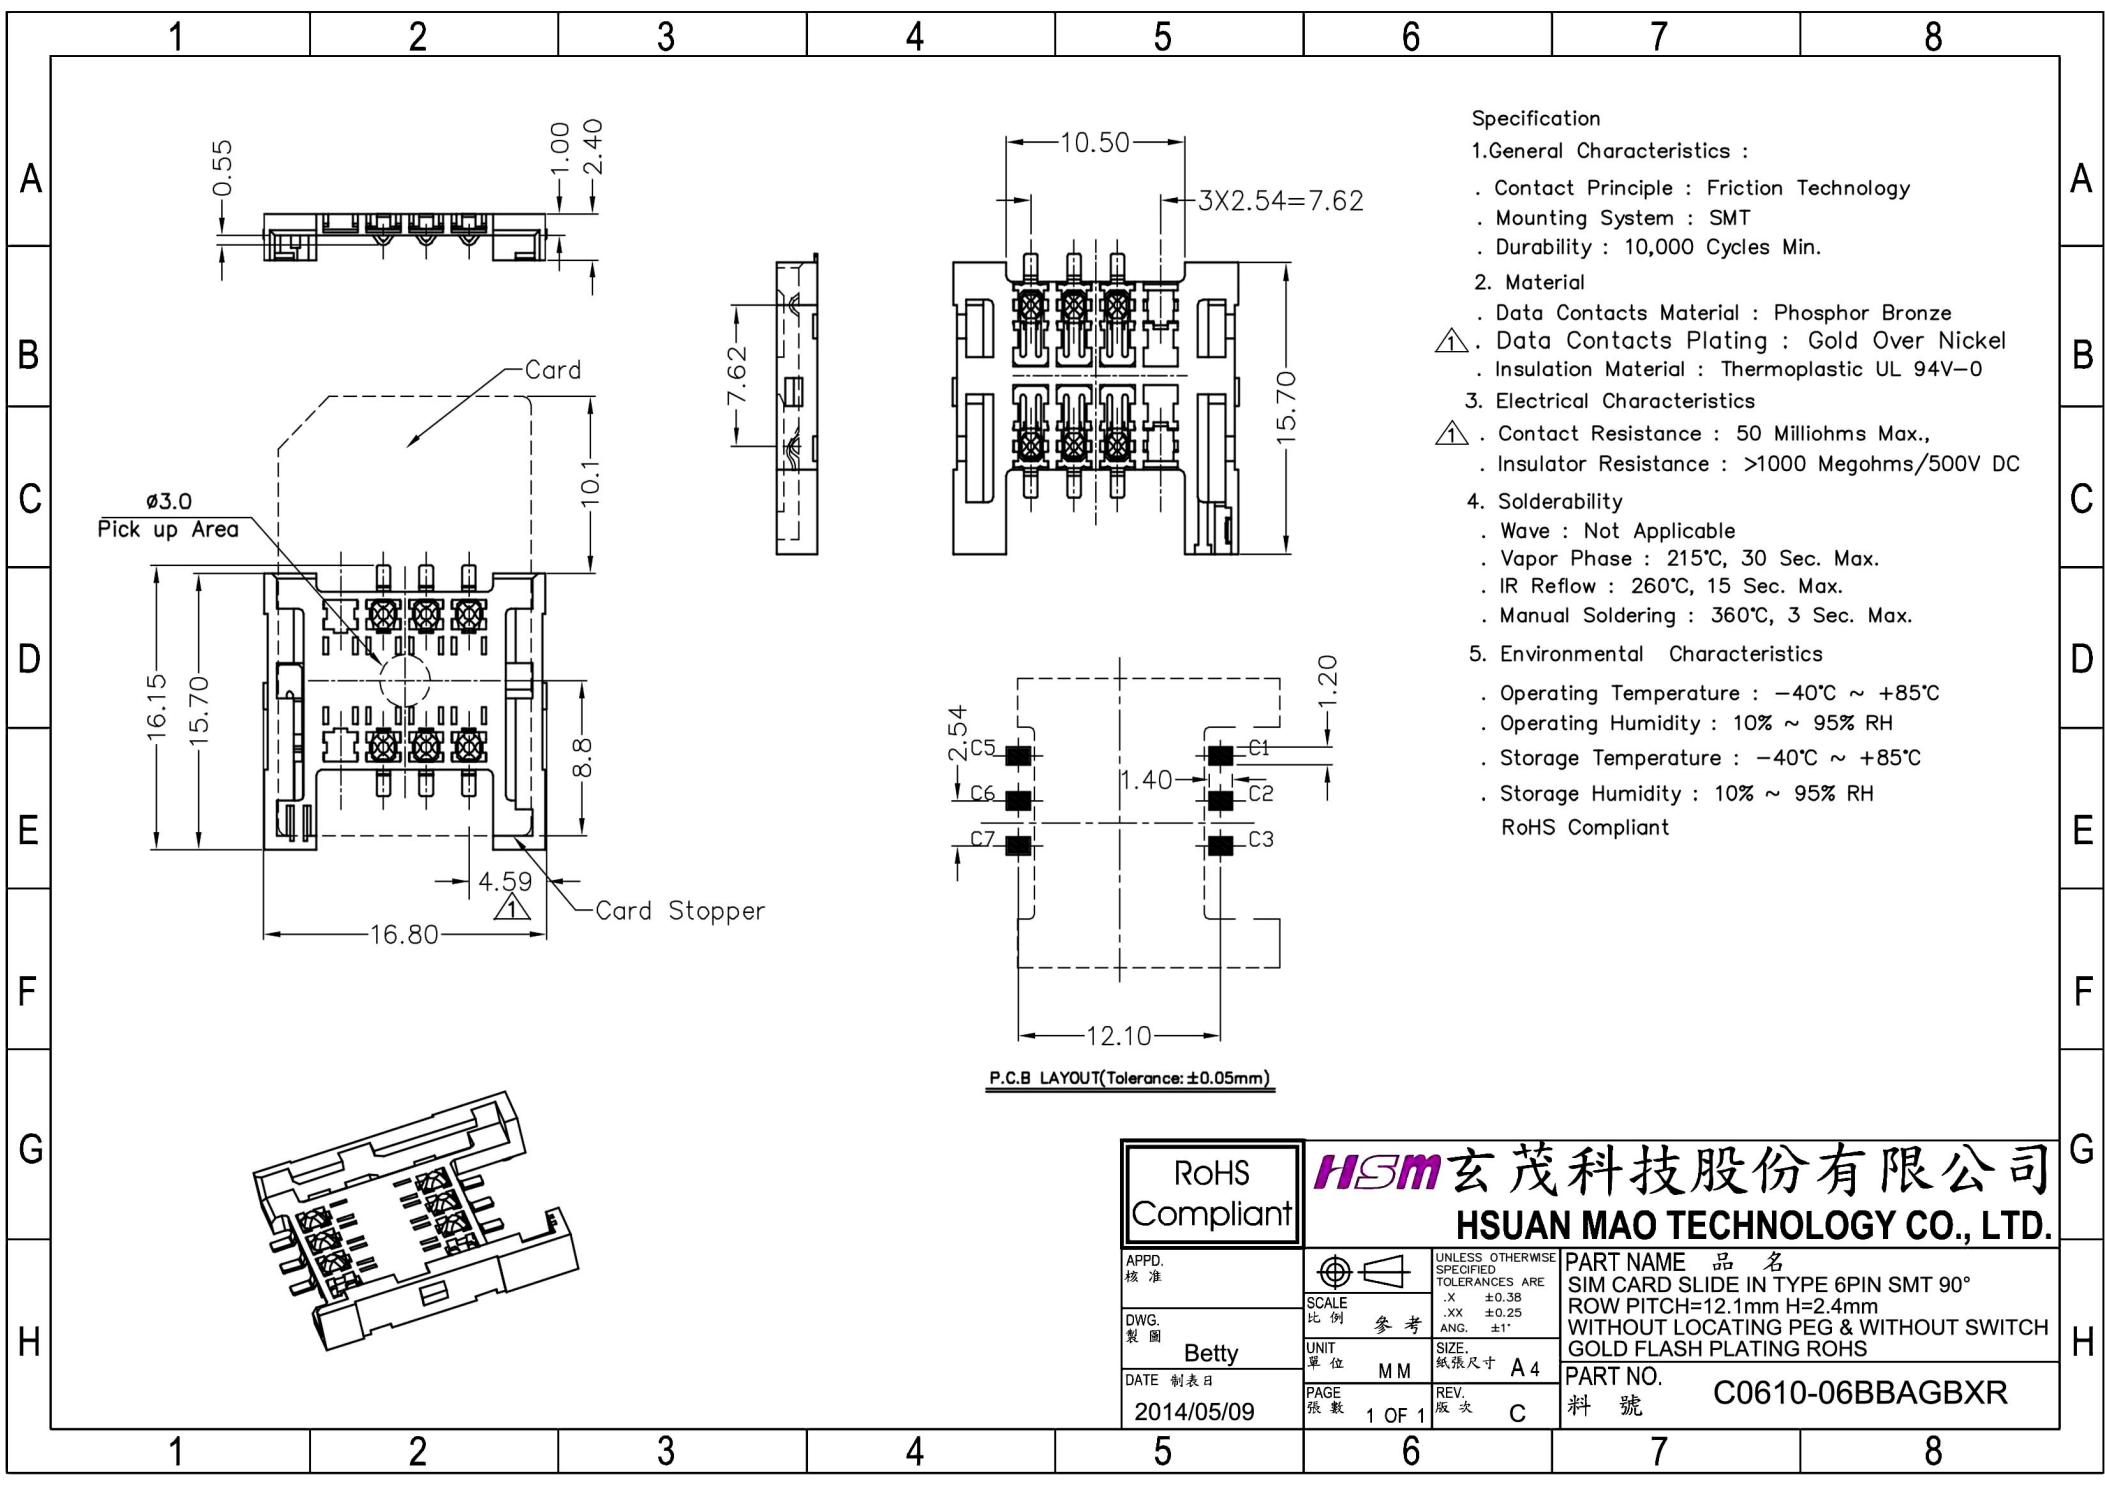 1 2 3 4 5 6 7 8
A
B
C
D
E
F
G
H
0.55
1.00
2.40
Card
ø3.0
Pick up Area
10.1
16.15
15.70
8.8
4.59
1
Card Stopper
16.80
7.62
10.50
3X2.54=7.62
15.70
2.54
1.20
C5
C1
1.40
C6
C2
C7
C3
12.10
P.C.B LAYOUT(Tolerance:±0.05mm)
Specification
1.General Characteristics :
. Contact Principle : Friction Technology
. Mounting System : SMT
. Durability : 10,000 Cycles Min.
2. Material
. Data Contacts Material : Phosphor Bronze
1 . Data Contacts Plating : Gold Over Nickel
. Insulation Material : Thermoplastic UL 94V-0
3. Electrical Characteristics
1 . Contact Resistance : 50 Milliohms Max.,
. Insulator Resistance : >1000 Megohms/500V DC
4. Solderability
. Wave : Not Applicable
. Vapor Phase : 215°C, 30 Sec. Max.
. IR Reflow : 260°C, 15 Sec. Max.
. Manual Soldering : 360°C, 3 Sec. Max.
5. Environmental Characteristics
. Operating Temperature : -40°C ~ +85°C
. Operating Humidity : 10% ~ 95% RH
. Storage Temperature : -40°C ~ +85°C
. Storage Humidity : 10% ~ 95% RH
RoHS Compliant
RoHS
Compliant
HSM 玄茂科技股份有限公司
HSUAN MAO TECHNOLOGY CO., LTD.
APPD.
核准
DWG.
製圖
Betty
DATE 制表日
2014/05/09
SCALE
比例 參考
UNIT
單位 MM
PAGE
張數 1 OF 1
UNLESS OTHERWISE
SPECIFIED
TOLERANCES ARE
.X ±0.38
.XX ±0.25
ANG. ±1°
SIZE.
紙張尺寸 A4
REV.
版次 C
PART NAME 品名
SIM CARD SLIDE IN TYPE 6PIN SMT 90°
ROW PITCH=12.1mm H=2.4mm
WITHOUT LOCATING PEG & WITHOUT SWITCH
GOLD FLASH PLATING ROHS
PART NO.
料號 C0610-06BBAGBXR
A
B
C
D
E
F
G
H
1 2 3 4 5 6 7 8